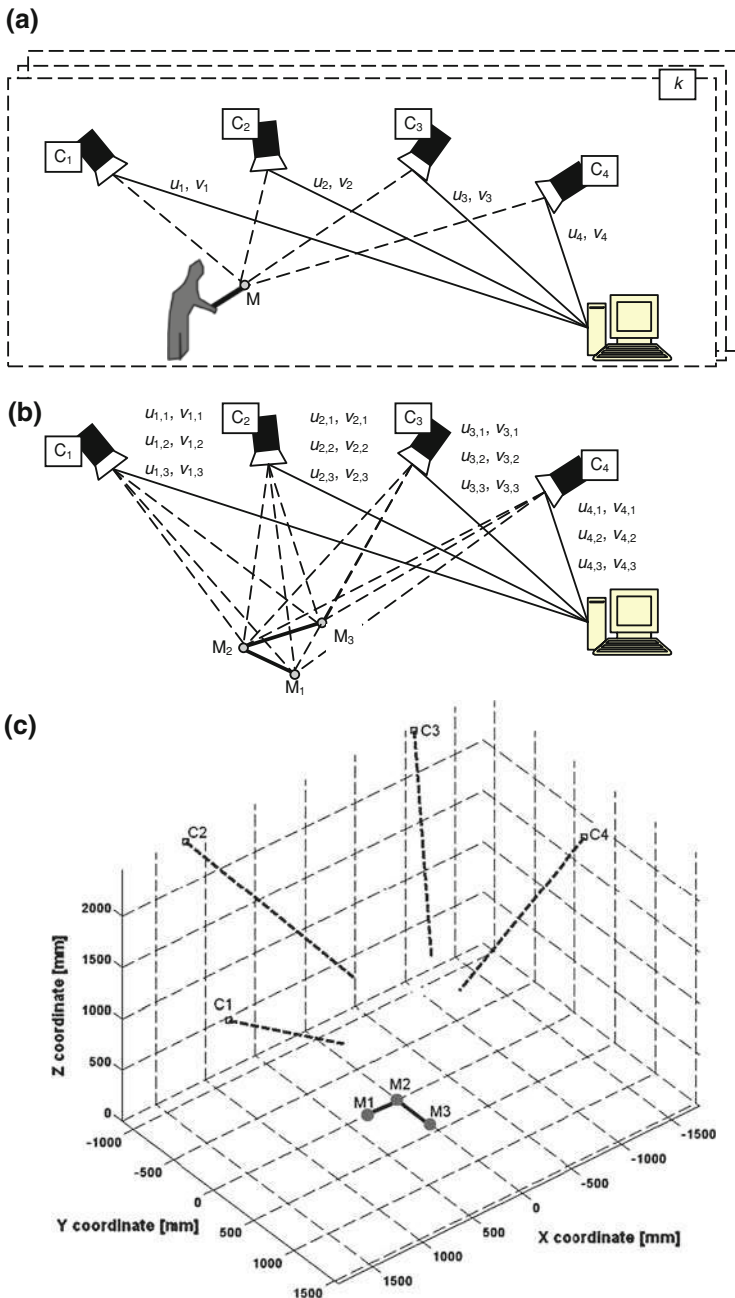 (a)
k
C1
C2
C3
C4
u1, v1
u2, v2
u3, v3
u4, v4
M
(b)
C1
u1,1, v1,1
u1,2, v1,2
u1,3, v1,3
C2
u2,1, v2,1
u2,2, v2,2
u2,3, v2,3
C3
u3,1, v3,1
u3,2, v3,2
u3,3, v3,3
C4
u4,1, v4,1
u4,2, v4,2
u4,3, v4,3
M2
M3
M1
(c)
C3
C2
C4
C1
2000
1500
1000
500
0
Z coordinate [mm]
M1
M2
M3
-1000
-500
0
500
1000
1500
Y coordinate [mm]
-1500
-1000
-500
0
500
1000
1500
X coordinate [mm]